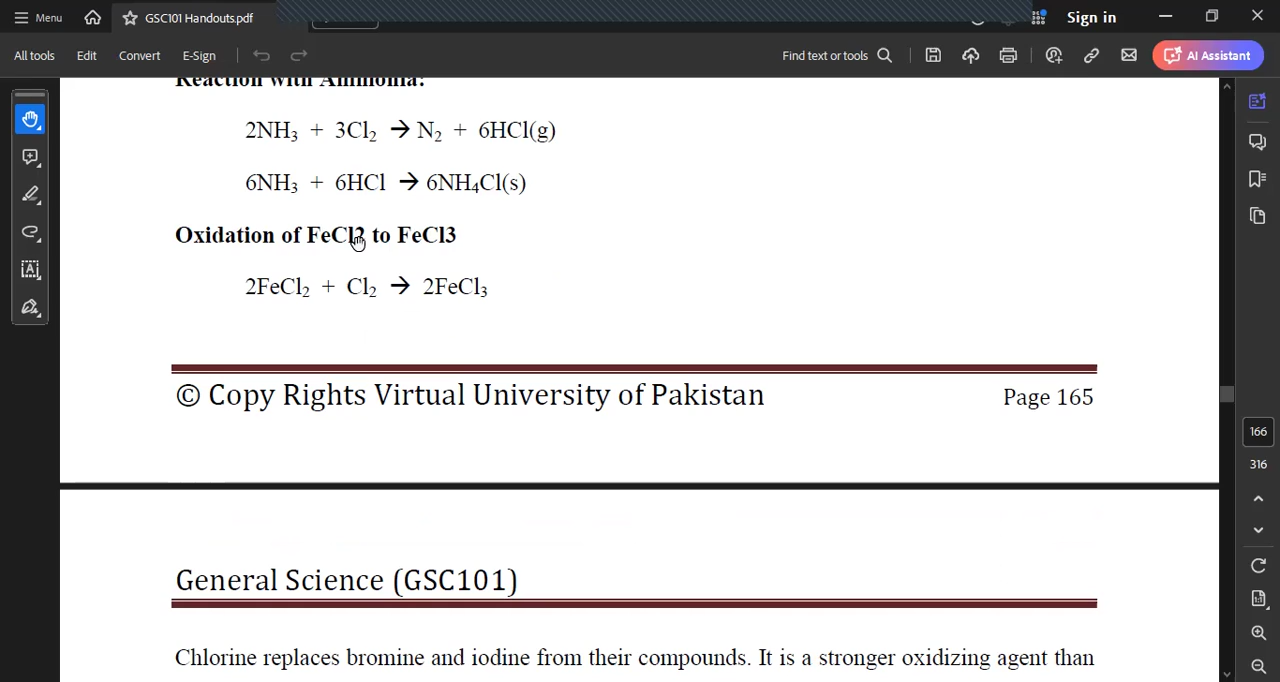 Menu
GSC101 Handouts.pdf
Sign in
All tools
Edit
Convert
E-Sign
Find text or tools
AI Assistant
Reaction with Ammonia:
2NH₃ + 3Cl₂ → N₂ + 6HCl(g)
6NH₃ + 6HCl → 6NH₄Cl(s)
Oxidation of FeCl2 to FeCl3
2FeCl₂ + Cl₂ → 2FeCl₃
© Copy Rights Virtual University of Pakistan
Page 165
166
316
General Science (GSC101)
Chlorine replaces bromine and iodine from their compounds. It is a stronger oxidizing agent than